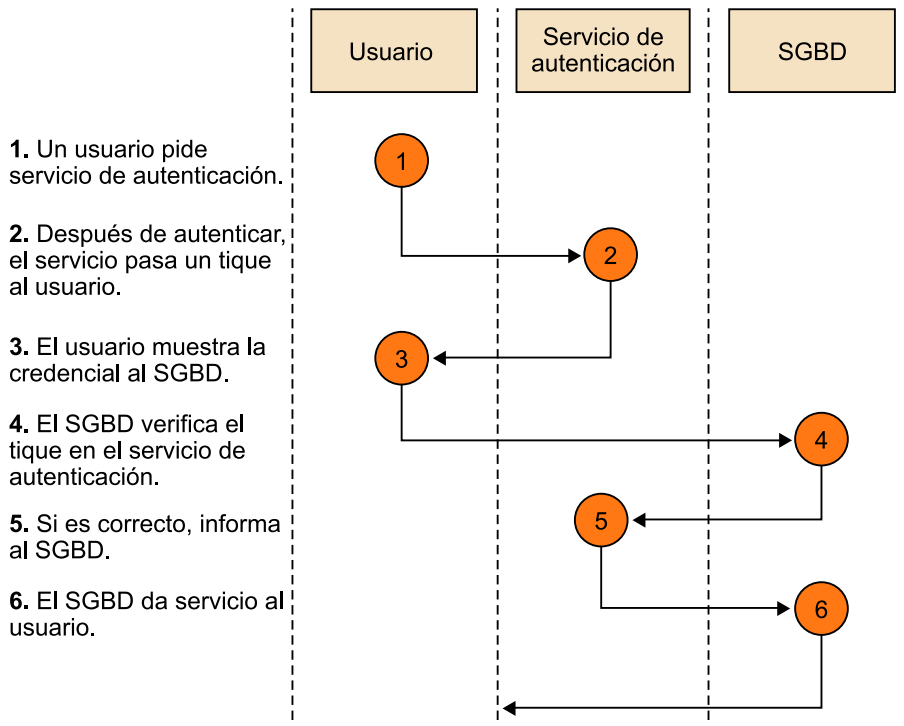 Usuario
Servicio de
autenticación
SGBD
1. Un usuario pide
servicio de autenticación.
1
2. Después de autenticar,
el servicio pasa un tique
al usuario.
2
3. El usuario muestra la
credencial al SGBD.
3
4. El SGBD verifica el
tique en el servicio de
autenticación.
4
5. Si es correcto, informa
al SGBD.
5
6. El SGBD da servicio al
usuario.
6